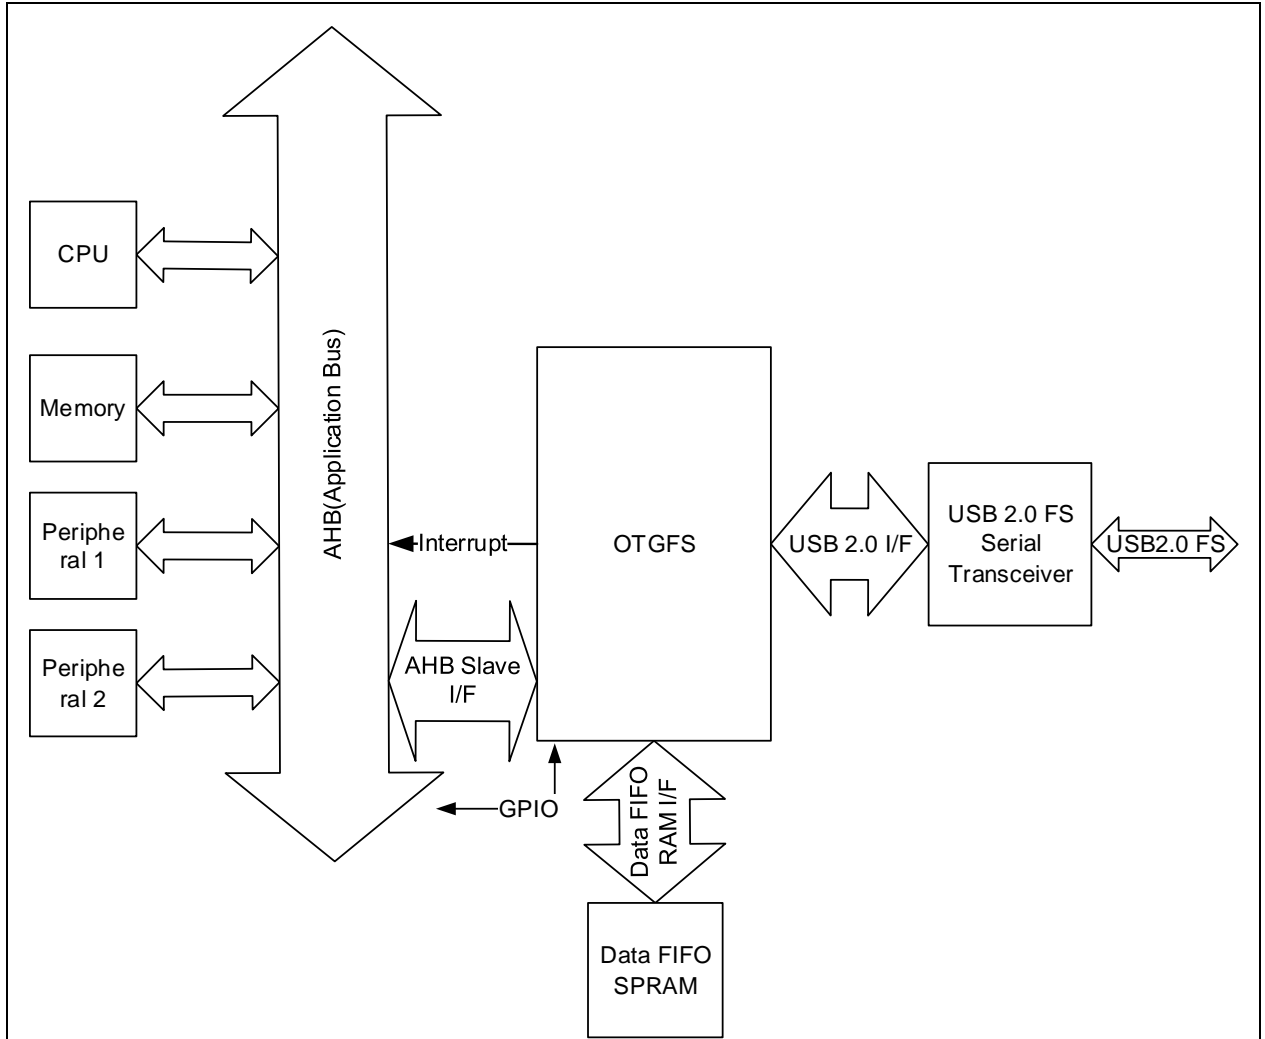 CPU
Memory
Periphe
ral 1
Periphe
ral 2
AHB(Application Bus)
Interrupt
AHB Slave
I/F
GPIO
OTGFS
Data FIFO
RAM I/F
Data FIFO
SPRAM
USB 2.0 I/F
USB 2.0 FS
Serial
Transceiver
USB2.0 FS